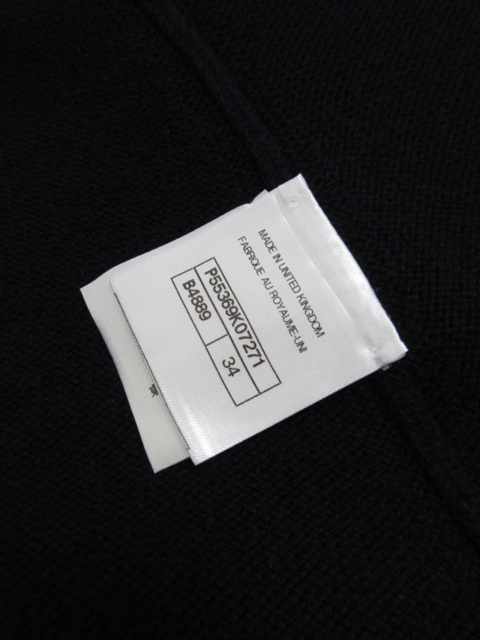 MADE IN UNITED KINGDOM
FABRIQUE AU ROYAUME-UNI
P55369K07271
B4889 34